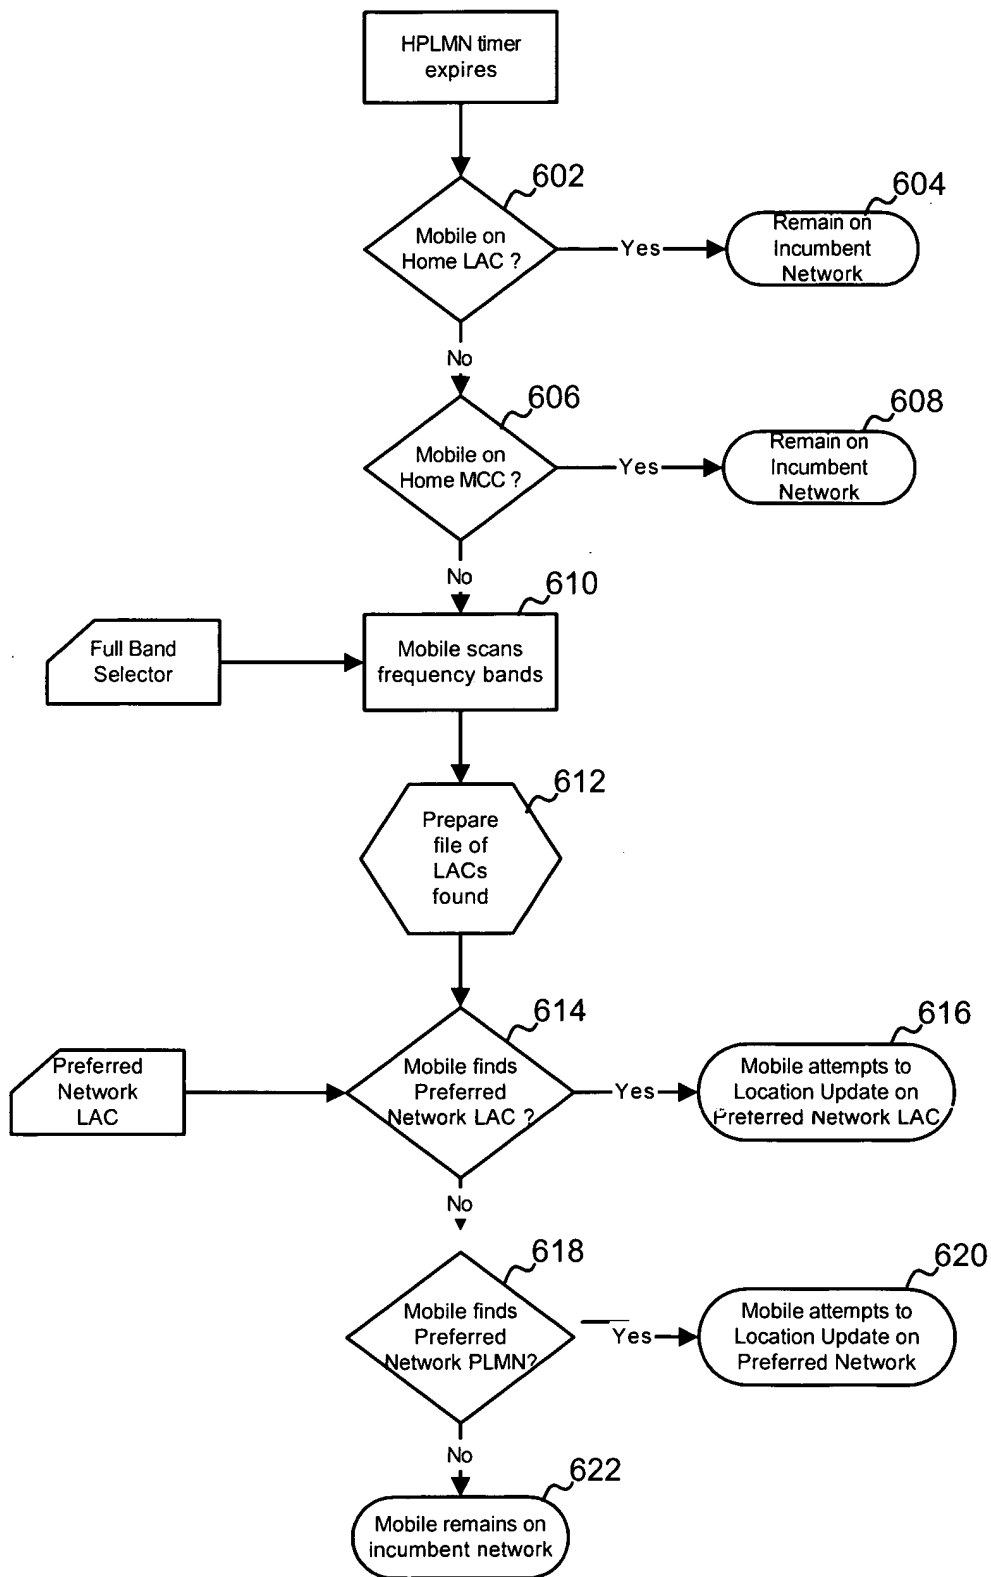 HPLMN timer
expires
602
Mobile on
Home LAC ?
Yes
604
Remain on
Incumbent
Network
No
606
Mobile on
Home MCC ?
Yes
608
Remain on
Incumbent
Network
No
610
Full Band
Selector
Mobile scans
frequency bands
612
Prepare
file of
LACs
found
614
Preferred
Network
LAC
Mobile finds
Preferred
Network LAC ?
Yes
616
Mobile attempts to
Location Update on
Preferred Network LAC
No
618
Mobile finds
Preferred
Network PLMN?
Yes
620
Mobile attempts to
Location Update on
Preferred Network
No
622
Mobile remains on
incumbent network